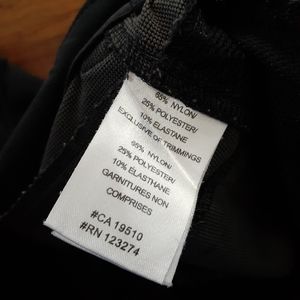 65% NYLON/
25% POLYESTER/
10% ELASTANE
EXCLUSIVE OF TRIMMINGS
65% NYLON/
25% POLYESTER/
10% ÉLASTHANE
GARNITURES NON
COMPRISES
#CA 19510
#RN 123274